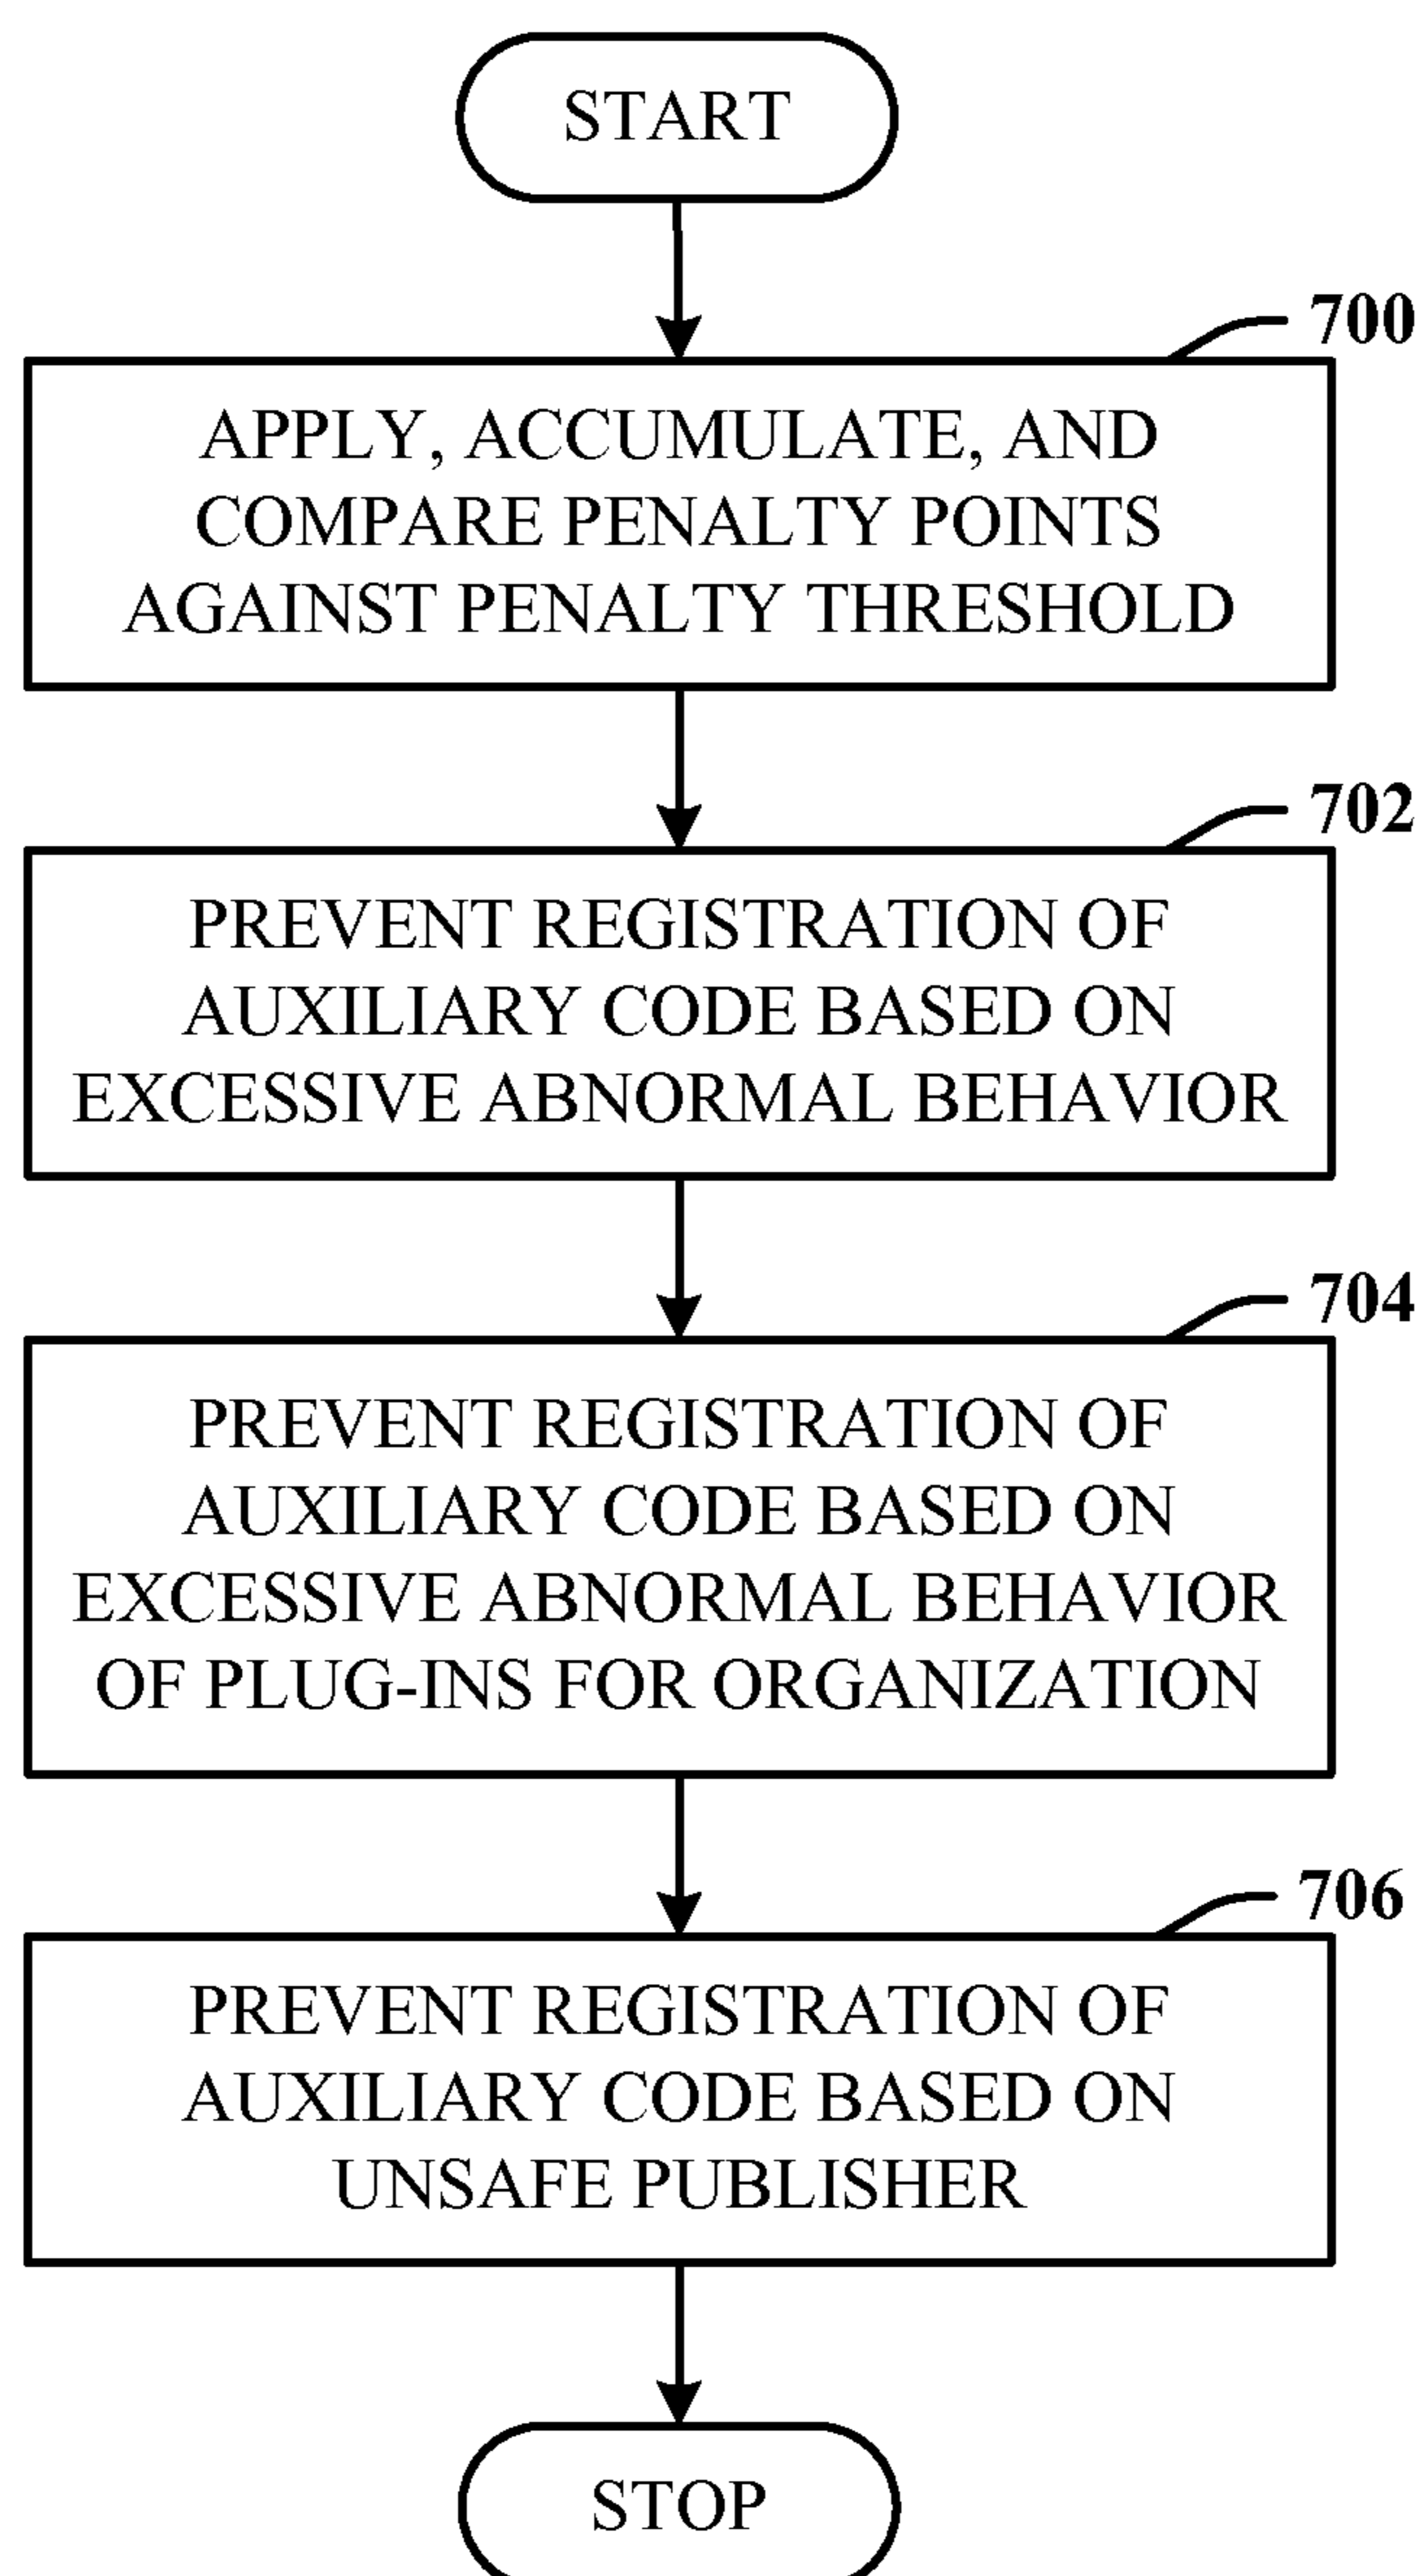 START
700
APPLY, ACCUMULATE, AND
COMPARE PENALTY POINTS
AGAINST PENALTY THRESHOLD
702
PREVENT REGISTRATION OF
AUXILIARY CODE BASED ON
EXCESSIVE ABNORMAL BEHAVIOR
704
PREVENT REGISTRATION OF
AUXILIARY CODE BASED ON
EXCESSIVE ABNORMAL BEHAVIOR
OF PLUG-INS FOR ORGANIZATION
706
PREVENT REGISTRATION OF
AUXILIARY CODE BASED ON
UNSAFE PUBLISHER
STOP